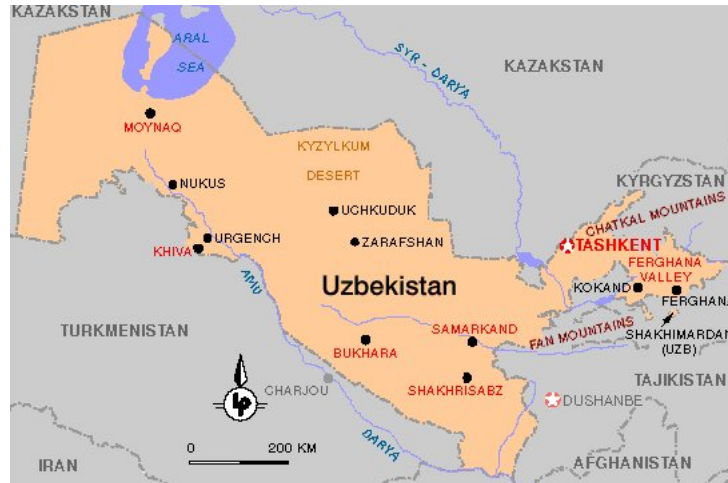 KAZAKSTAN
ARAL
SEA
SYR - DARYA
KAZAKSTAN
MOYNAQ
KYZYLKUM
DESERT
KYRGYZSTAN
NUKUS
UCHKUDUK
CHATKAL MOUNTAINS
URGENCH
ZARAFSHAN
TASHKENT
KHIVA
FERGHANA
VALLEY
AMU
Uzbekistan
KOKAND
FERGHANA
TURKMENISTAN
SAMARKAND
FAN MOUNTAINS
SHAKHIMARDAN
(UZB)
BUKHARA
CHARJOU
SHAKHRISABZ
TAJIKISTAN
DUSHANBE
lp
0 200 KM
DARYA
IRAN
AFGHANISTAN